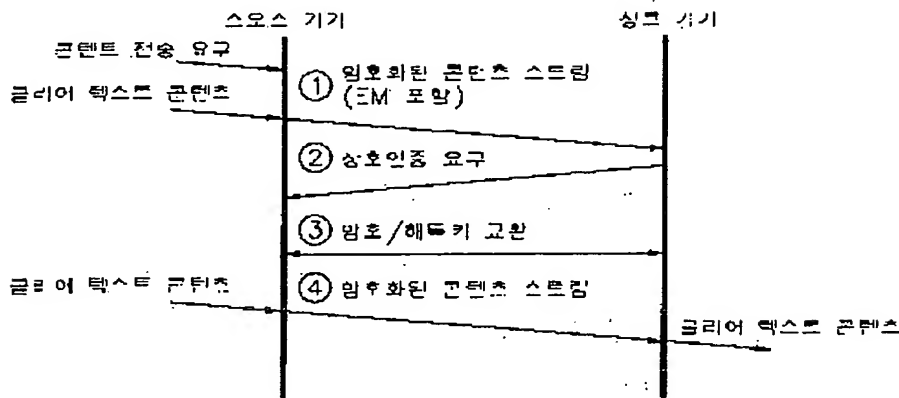 소오스 기기
싱크 기기
콘텐트 전송 요구
클리어 텍스트 콘텐츠
① 암호화된 콘텐츠 스트림
(EMI 포함)
② 상호인증 요구
③ 암호/해독키 교환
클리어 텍스트 콘텐츠
④ 암호화된 콘텐츠 스트림
클리어 텍스트 콘텐츠